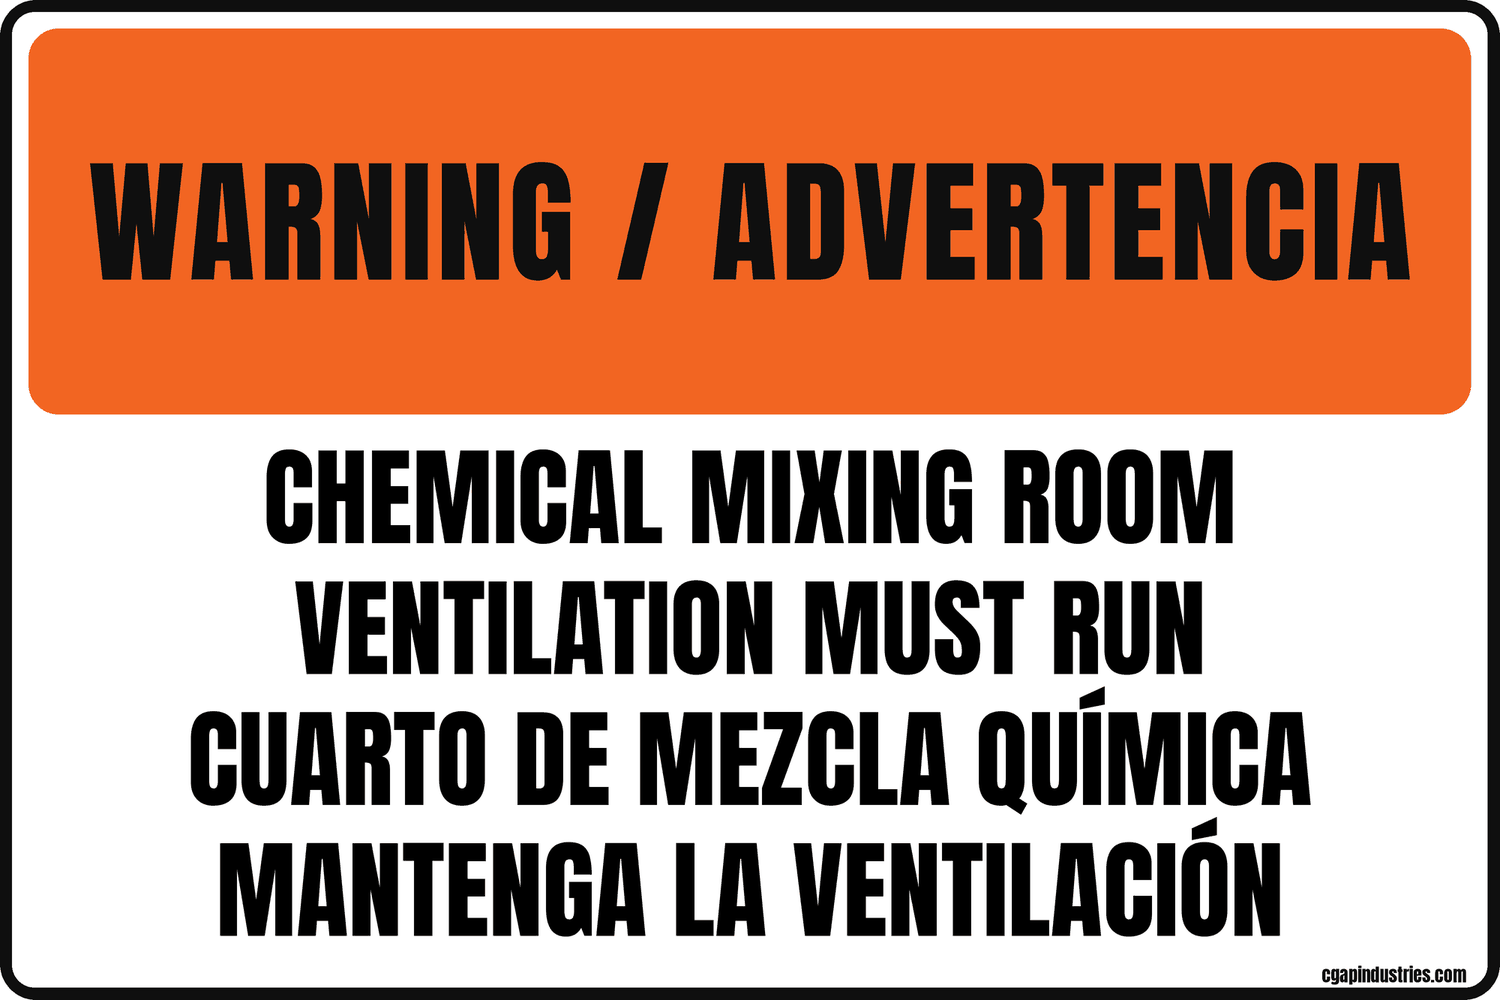 WARNING / ADVERTENCIA
CHEMICAL MIXING ROOM
VENTILATION MUST RUN
CUARTO DE MEZCLA QUÍMICA
MANTENGA LA VENTILACIÓN
cgapindustries.com